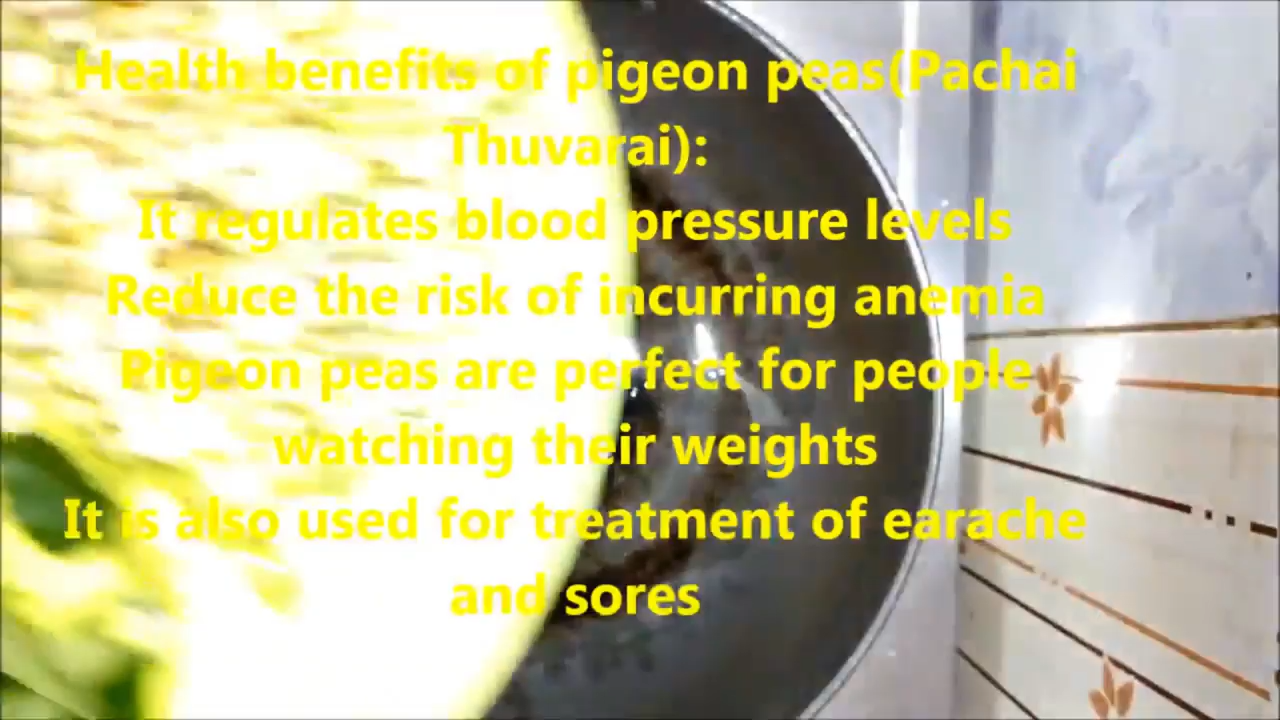 Health benefits of pigeon peas(Pachai
Thuvarai):
It regulates blood pressure levels
Reduce the risk of incurring anemia
Pigeon peas are perfect for people
watching their weights
It is also used for treatment of earache
and sores